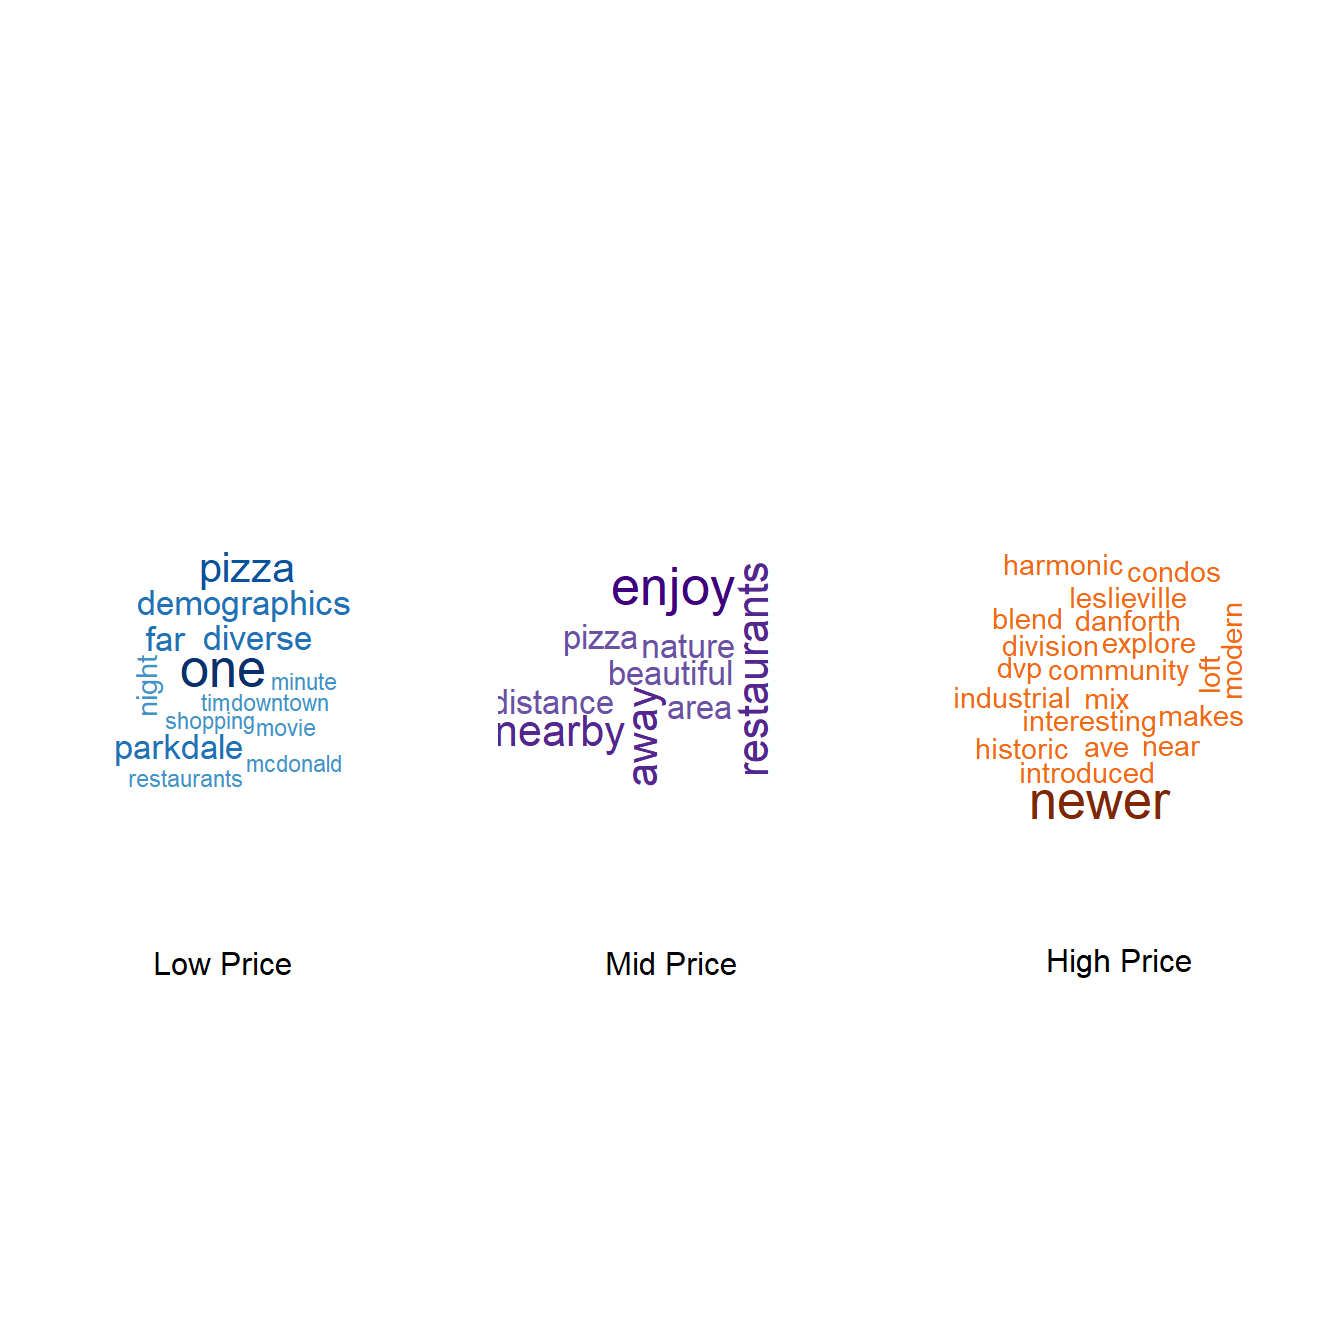 pizza
demographics
far diverse
one
night
minute
timdowntown
shopping
movie
parkdale
mcdonald
restaurants
Low Price
enjoy
restaurants
pizza
nature
beautiful
distance
away
area
nearby
Mid Price
harmonic
condos
leslieville
blend
danforth
modern
division
explore
loft
dvp
community
industrial
mix
makes
interesting
historic
ave
near
introduced
newer
High Price